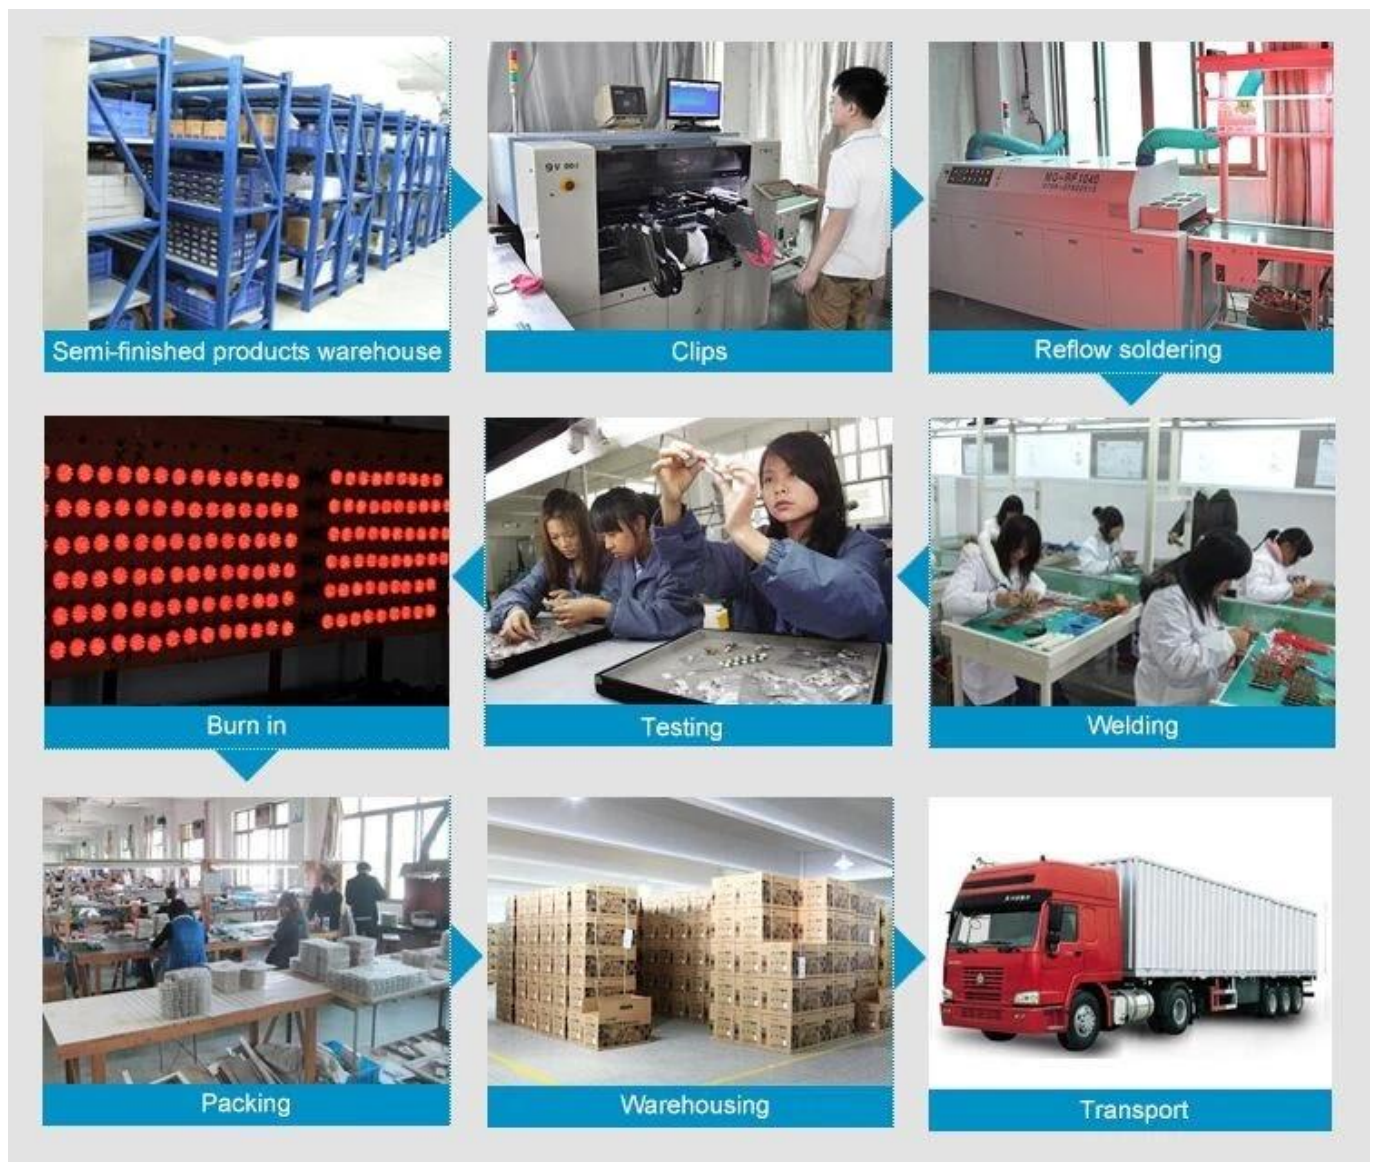 Semi-finished products warehouse
Clips
Reflow soldering
Burn in
Testing
Welding
Packing
Warehousing
Transport